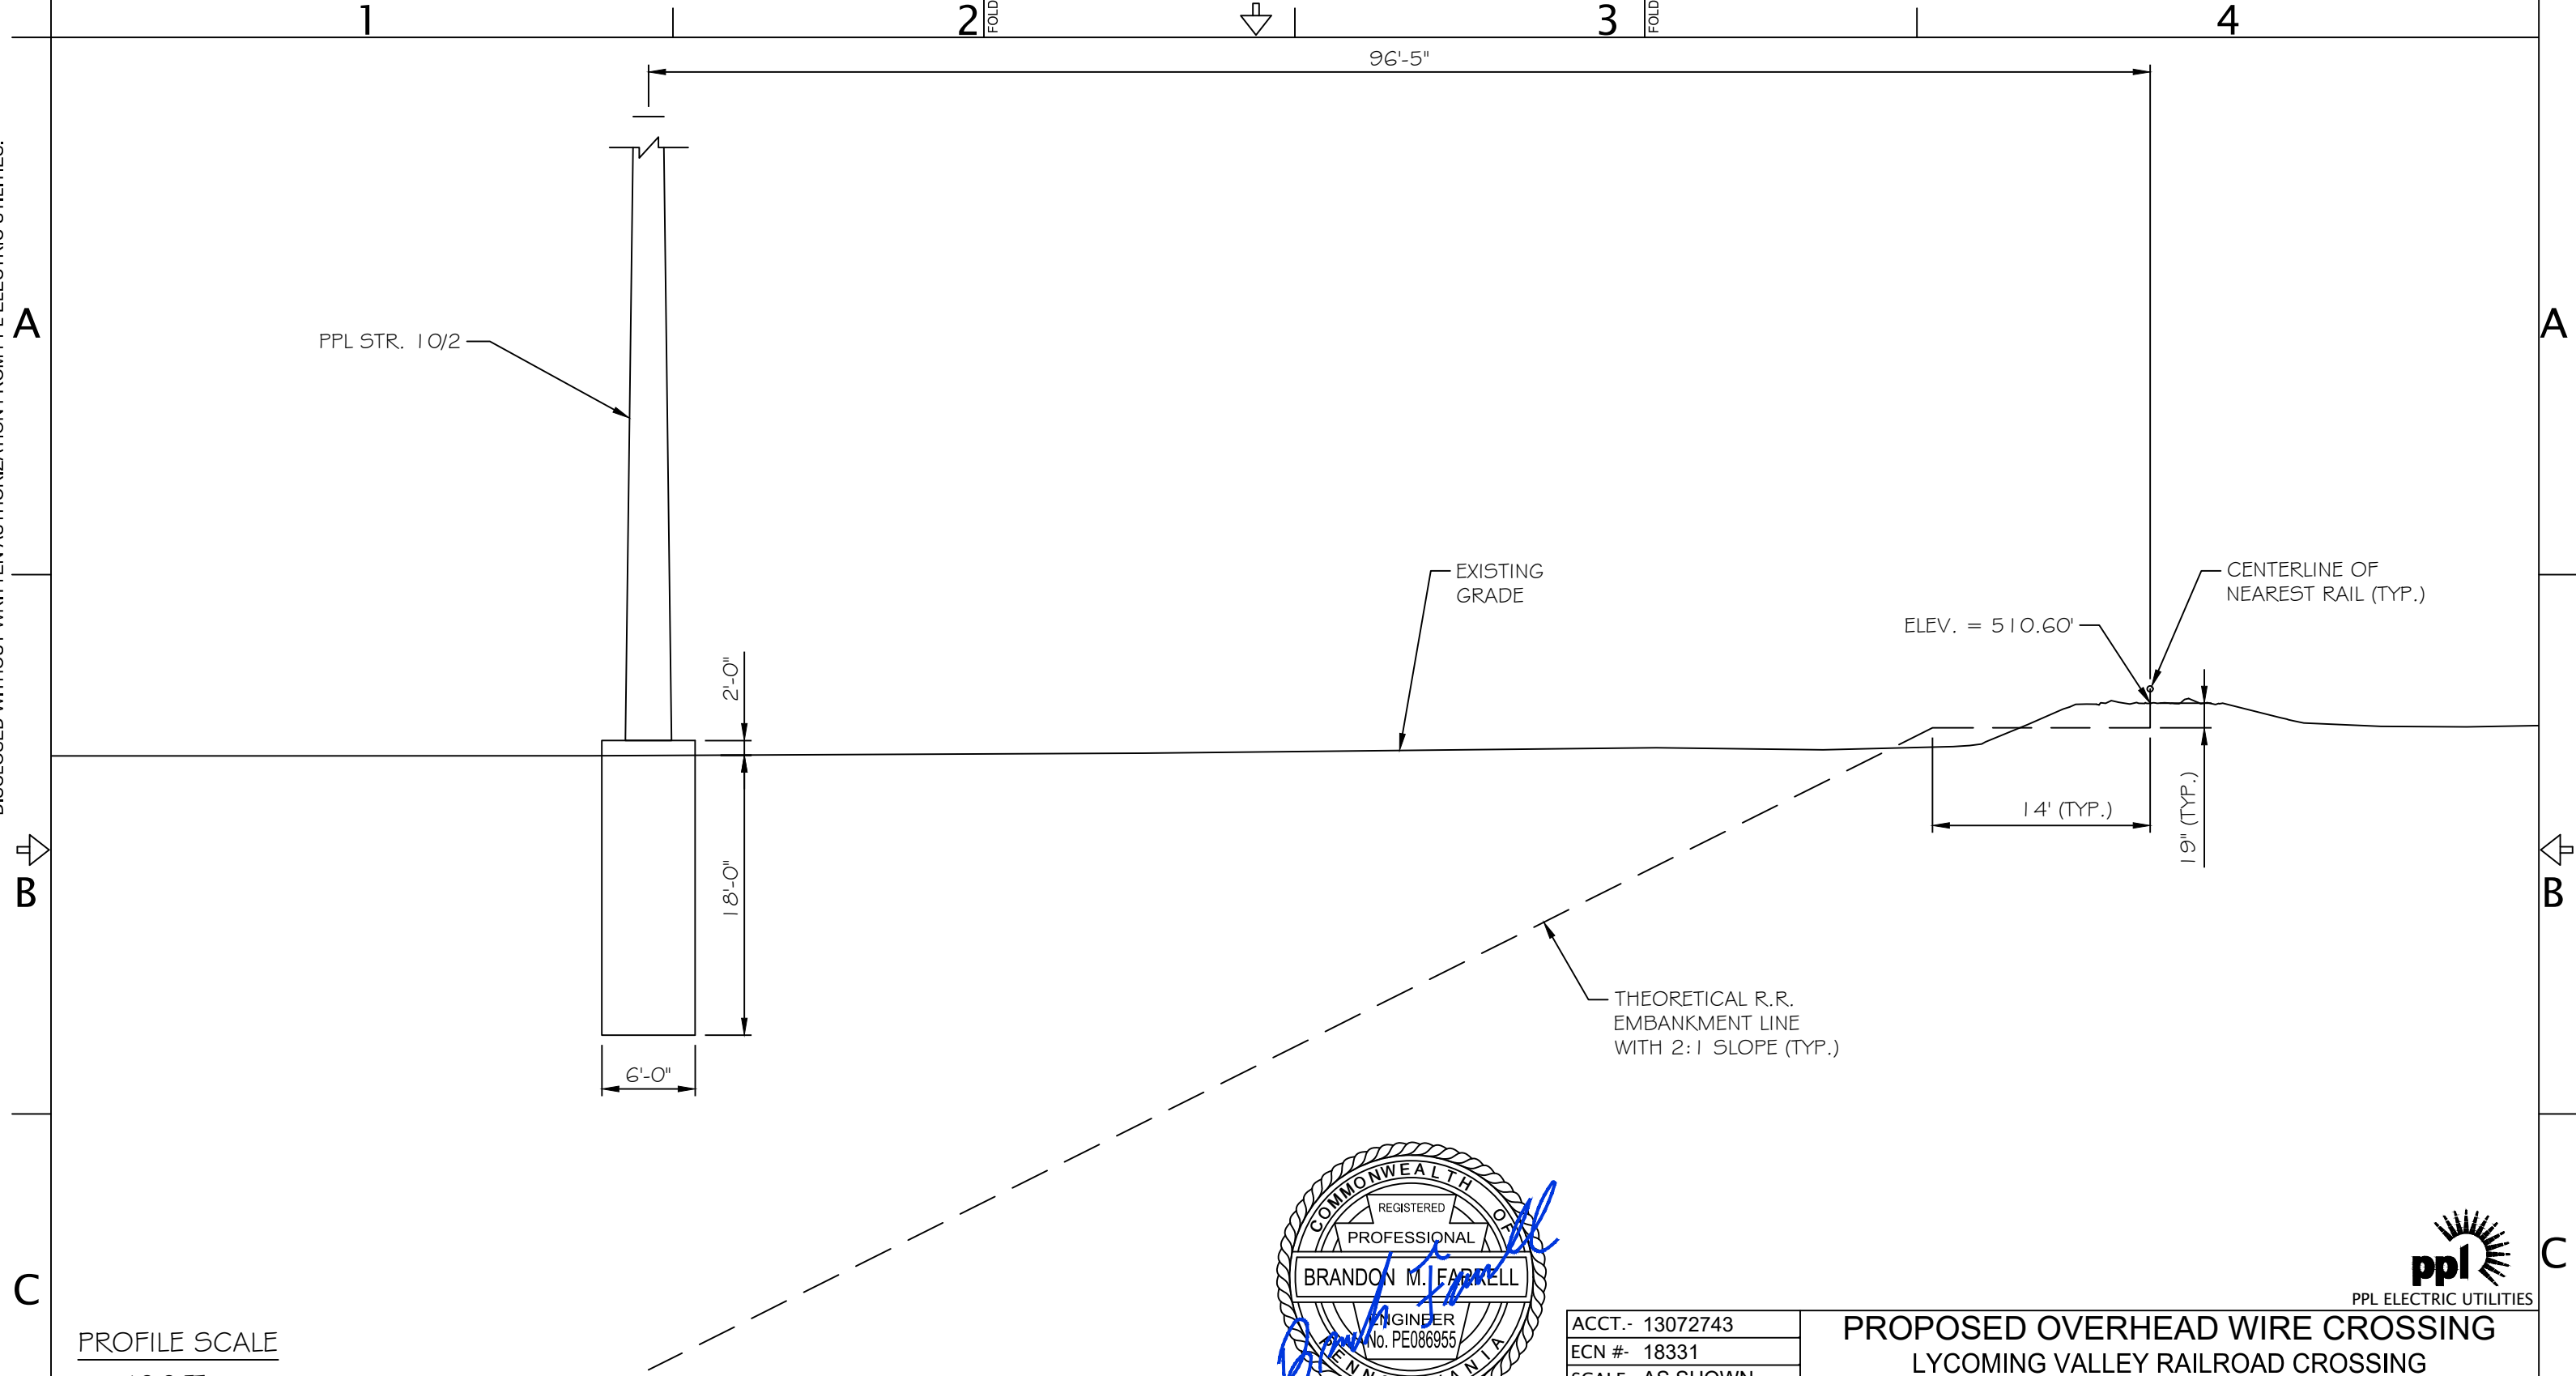 1 2 3 4
FOLD
FOLD
96'-5"
A
A
PPL STR. 10/2
EXISTING
GRADE
CENTERLINE OF
NEAREST RAIL (TYP.)
ELEV. = 510.60'
2'-0"
14' (TYP.)
19" (TYP.)
18'-0"
B
B
THEORETICAL R.R.
EMBANKMENT LINE
WITH 2:1 SLOPE (TYP.)
6'-0"
COMMONWEALTH OF
REGISTERED
PROFESSIONAL
BRANDON M. FARRELL
ENGINEER
No. PE086955
C
C
ppl
PPL ELECTRIC UTILITIES
PROFILE SCALE
ACCT.- 13072743
ECN #- 18331
PROPOSED OVERHEAD WIRE CROSSING
LYCOMING VALLEY RAILROAD CROSSING